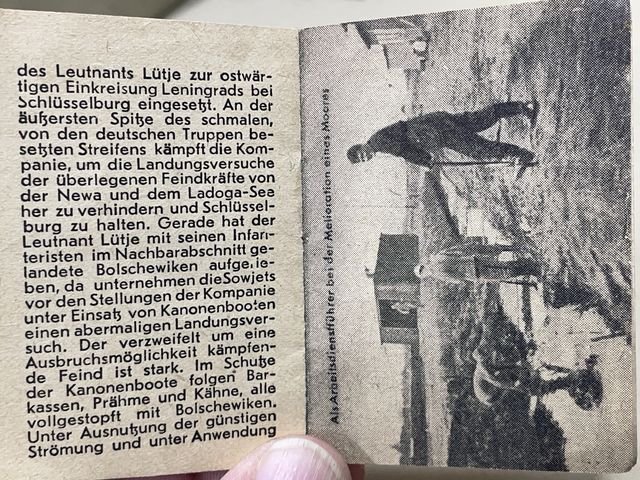 des Leutnants Lütje zur ostwär-
tigen Einkreisung Leningrads bei
Schlüsselburg eingesetzt. An der
äußersten Spitze des schmalen,
von den deutschen Truppen be-
setzten Streifens kämpft die Kom-
panie, um die Landungsversuche
der überlegenen Feindkräfte von
der Newa und dem Ladoga-Sea
her zu verhindern und Schlüssel-
burg zu halten. Gerade hat der
Leutnant Lütje mit seinen Infan-
teristen im Nachbarabschnitt ge-
landete Bolschewiken aufge.ie-
ben, da unternehmen die Sowjets
vor den Stellungen der Kompanie
unter Einsatz von Kanonenbooten
einen abermaligen Landungsver-
such. Der verzweifelt um eine
Ausbruchsmöglichkeit kämpfen-
de Feind ist stark. Im Schutze
der Kanonenboote folgen Bar-
kassen, Prähme und Kähne, alle
vollgestopft mit Bolschewiken.
Unter Ausnutzung der günstigen
Strömung und unter Anwendung
Als Arbeitsdienstführer bei der Melioration eines Moores